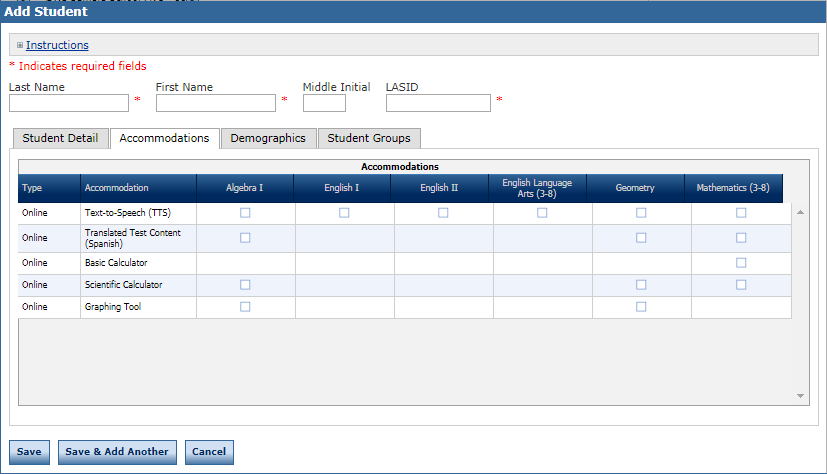 Add Student
Instructions
* Indicates required fields
Last Name First Name Middle Initial LASID
* * *
Student Detail Accommodations Demographics Student Groups
Accommodations
Type Accommodation Algebra I English I English II English Language Arts (3-8) Geometry Mathematics (3-8)
Online Text-to-Speech (TTS)
Online Translated Test Content (Spanish)
Online Basic Calculator
Online Scientific Calculator
Online Graphing Tool
Save Save & Add Another Cancel